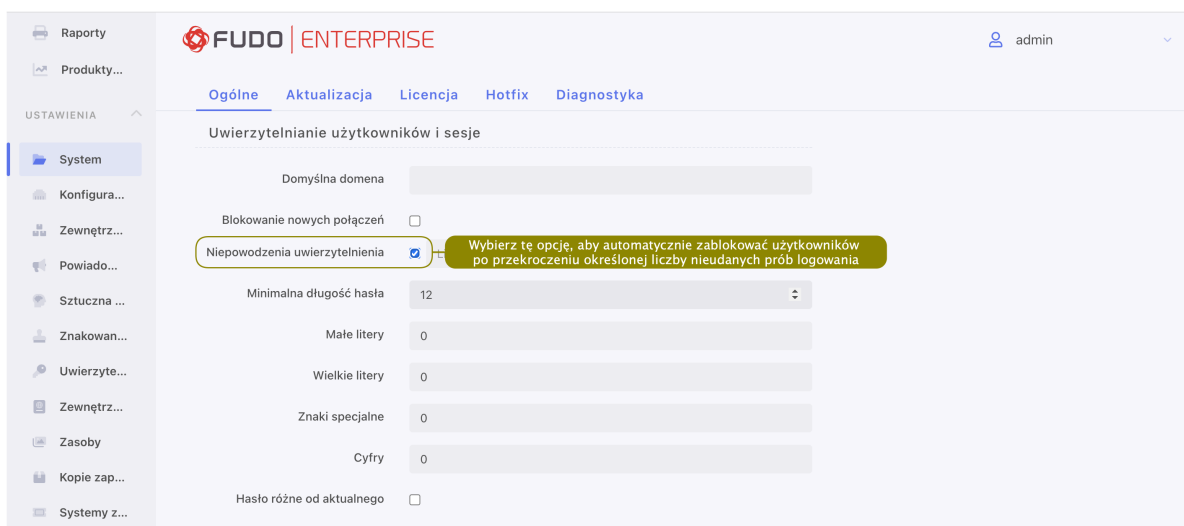 Raporty
Produkty...
USTAWIENIA
System
Konfigura...
Zewnętrz...
Powiado...
Sztuczna ...
Znakowan...
Uwierzyte...
Zewnętrz...
Zasoby
Kopie zap...
Systemy z...
FUDO ENTERPRISE
admin
Ogólne Aktualizacja Licencja Hotfix Diagnostyka
Uwierzytelnianie użytkowników i sesje
Domyślna domena
Blokowanie nowych połączeń
Niepowodzenia uwierzytelnienia
Wybierz tę opcję, aby automatycznie zablokować użytkowników
po przekroczeniu określonej liczby nieudanych prób logowania
Minimalna długość hasła 12
Małe litery 0
Wielkie litery 0
Znaki specjalne 0
Cyfry 0
Hasło różne od aktualnego